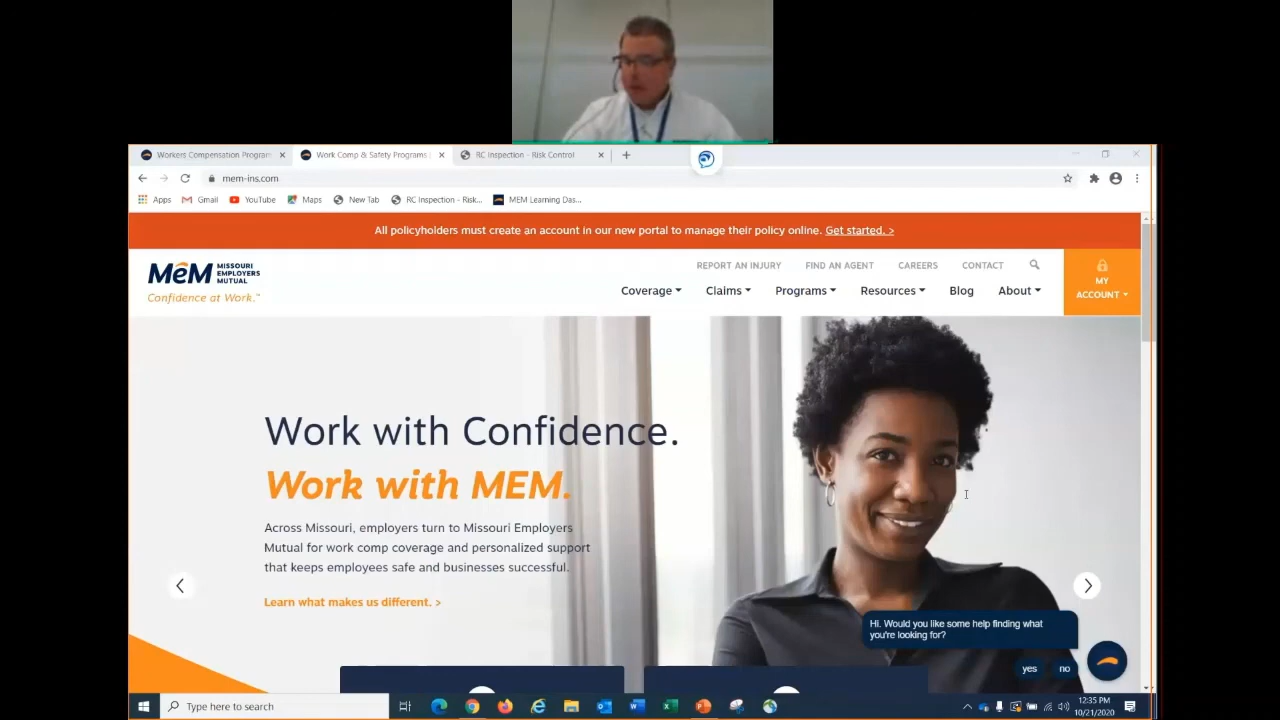 Workers Compensation Program
Work Comp & Safety Programs
RC Inspection - Risk Control
mem-ins.com
Apps
Gmail
YouTube
Maps
New Tab
RC Inspection - Risk...
MEM Learning Das...
All policyholders must create an account in our new portal to manage their policy online. Get started. >
REPORT AN INJURY
FIND AN AGENT
CAREERS
CONTACT
MeM MISSOURI
EMPLOYERS
MUTUAL
Confidence at Work.™
Coverage
Claims
Programs
Resources
Blog
About
MY
ACCOUNT
Work with Confidence.
Work with MEM.
Across Missouri, employers turn to Missouri Employers
Mutual for work comp coverage and personalized support
that keeps employees safe and businesses successful.
Learn what makes us different. >
Hi. Would you like some help finding what
you're looking for?
yes
no
Type here to search
12:35 PM
10/21/2020